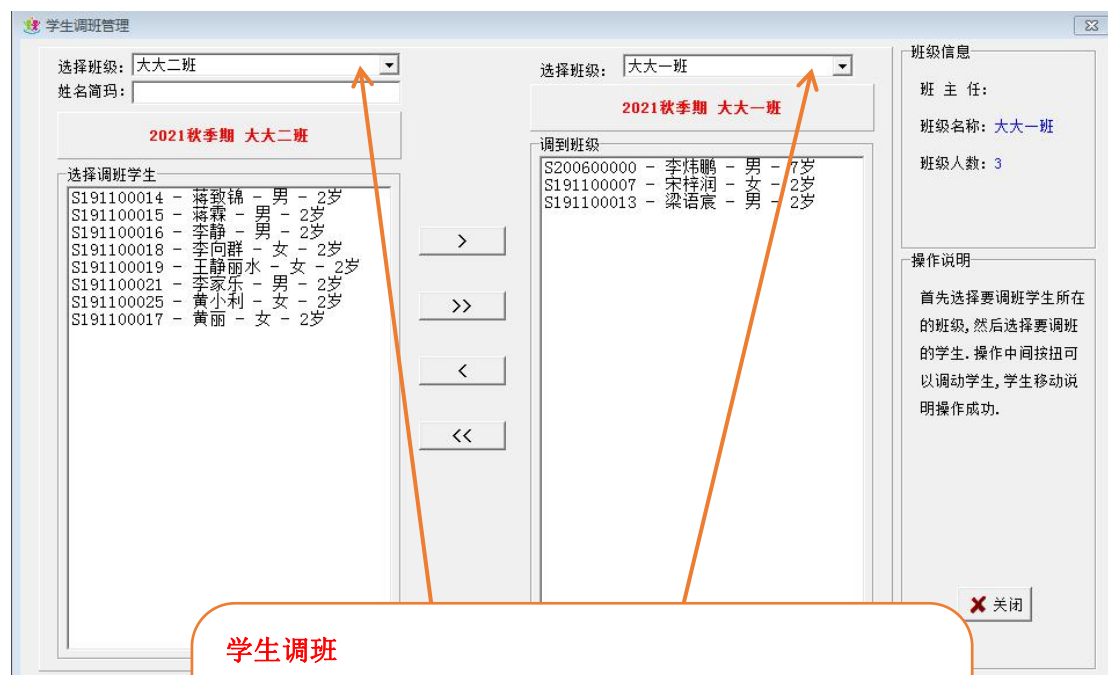 学生调班管理
选择班级: 大大二班
姓名简玛:
2021秋季期 大大二班
选择调班学生
S191100014 - 蒋致锦 - 男 - 2岁
S191100015 - 蒋霖 - 男 - 2岁
S191100016 - 李静 - 男 - 2岁
S191100018 - 李向群 - 女 - 2岁
S191100019 - 王静丽水 - 女 - 2岁
S191100021 - 李家乐 - 男 - 2岁
S191100025 - 黄小利 - 女 - 2岁
S191100017 - 黄丽 - 女 - 2岁
>
>>
<
<<
选择班级: 大大一班
2021秋季期 大大一班
调到班级
S200600000 - 李炜鹏 - 男 - 7岁
S191100007 - 宋梓润 - 女 - 2岁
S191100013 - 梁语宸 - 男 - 2岁
班级信息
班 主 任:
班级名称: 大大一班
班级人数: 3
操作说明
首先选择要调班学生所在
的班级,然后选择要调班
的学生.操作中间按扭可
以调动学生,学生移动说
明操作成功.
关闭
学生调班